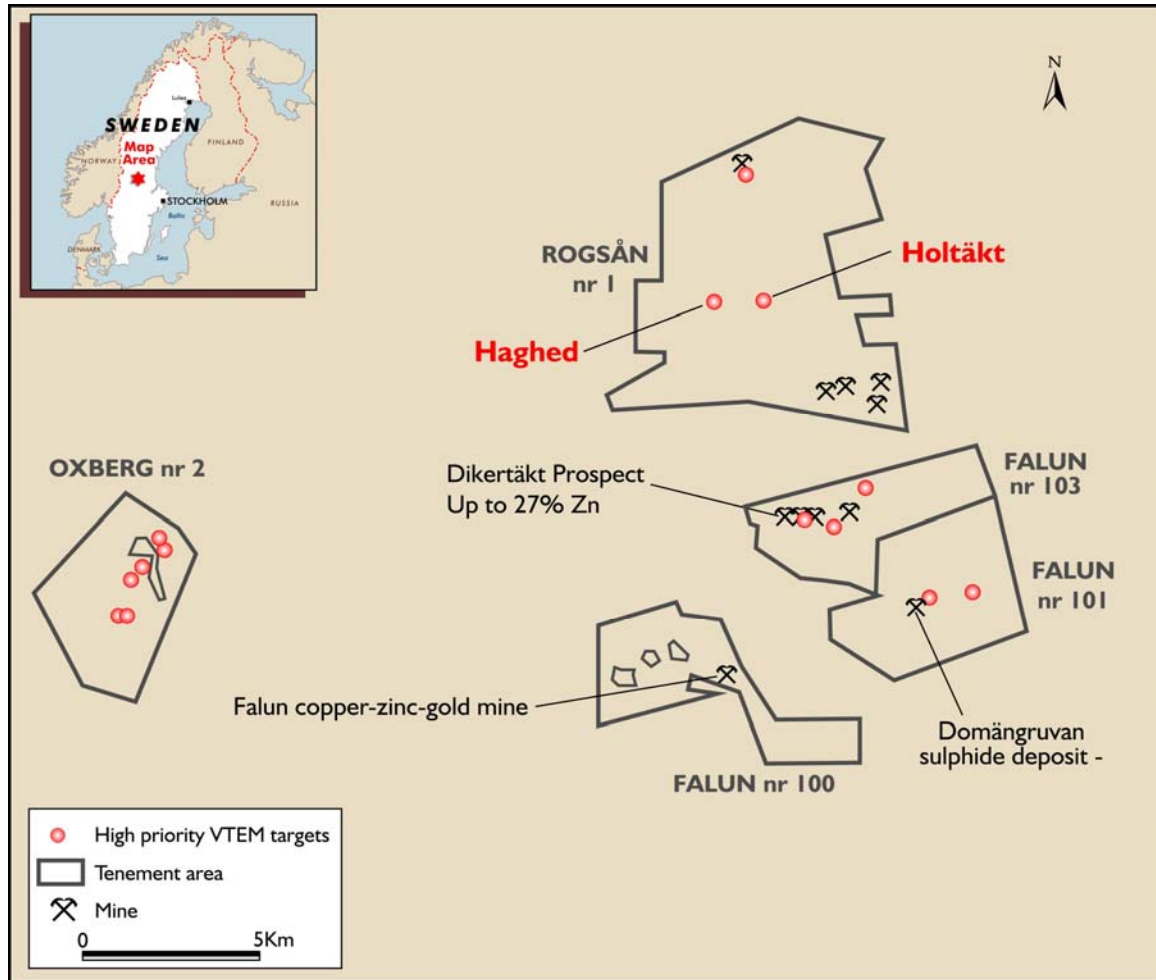 Luleå
SWEDEN
FINLAND
NORWAY
Map
Area
STOCKHOLM
RUSSIA
Baltic
DENMARK
Sea
N
ROGSÅN
nr 1
Holtäkt
Haghed
OXBERG nr 2
Dikertäkt Prospect
Up to 27% Zn
FALUN
nr 103
FALUN
nr 101
Falun copper-zinc-gold mine
Domängruvan
sulphide deposit -
FALUN nr 100
High priority VTEM targets
Tenement area
Mine
0 5Km